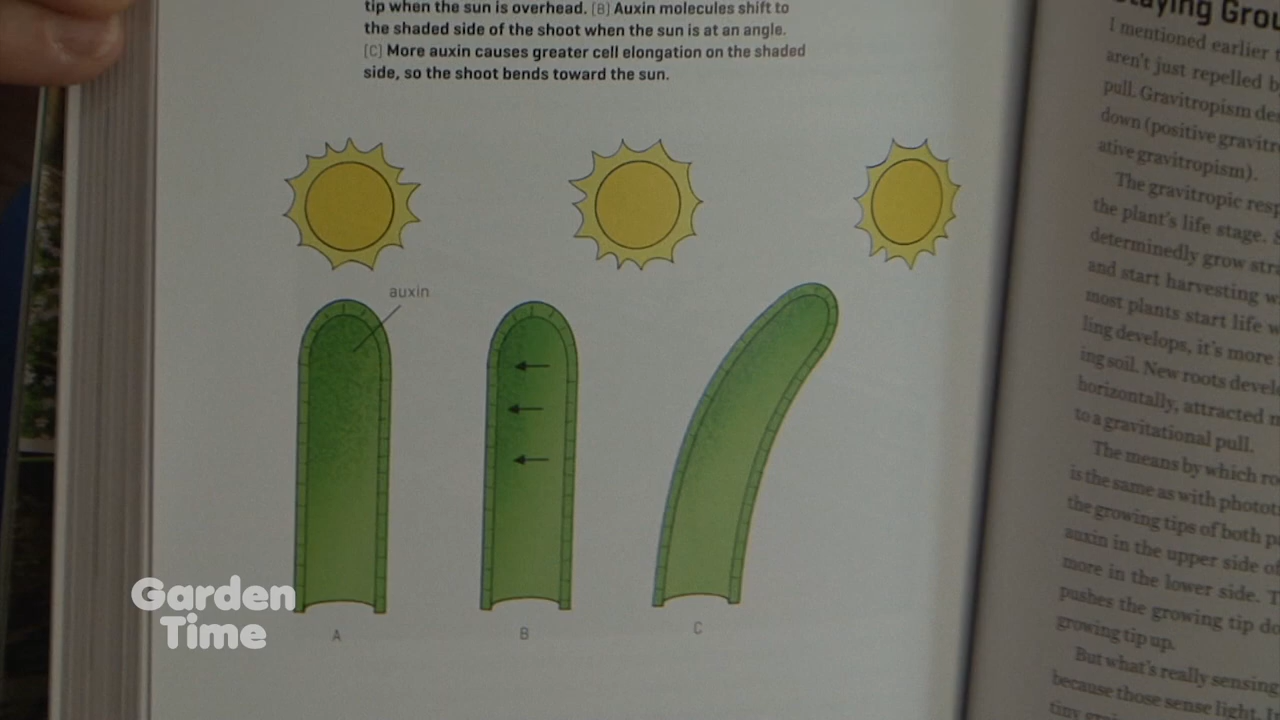 tip when the sun is overhead. (B) Auxin molecules shift to
the shaded side of the shoot when the sun is at an angle.
(C) More auxin causes greater cell elongation on the shaded
side, so the shoot bends toward the sun.
auxin
A
B
C
Garden
Time
Staying Grou
I mentioned earlier t
aren't just repelled b
pull. Gravitropism des
down (positive gravitr
ative gravitropism).
The gravitropic resp
the plant's life stage. S
determinedly grow stra
and start harvesting w
most plants start life w
ling develops, it's more
ing soil. New roots devel
horizontally, attracted m
to a gravitational pull.
The means by which ro
is the same as with photot
the growing tips of both p
auxin in the upper side of
more in the lower side. T
pushes the growing tip do
growing tip up.
But what's really sensing
because those sense light. I
tiny